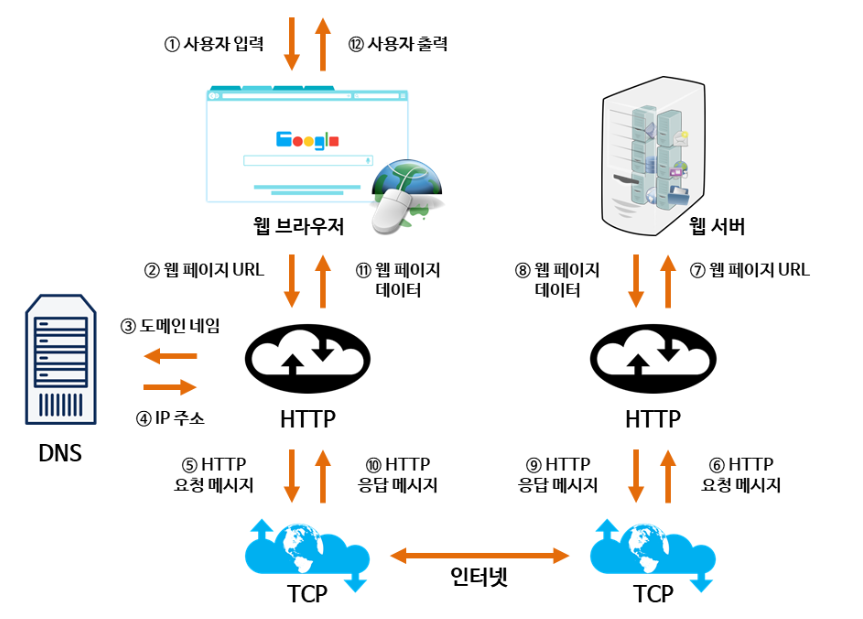 ① 사용자 입력
⑫ 사용자 출력
Google
웹 브라우저
웹 서버
② 웹 페이지 URL
⑪ 웹 페이지
데이터
⑧ 웹 페이지
데이터
⑦ 웹 페이지 URL
③ 도메인 네임
④ IP 주소
DNS
HTTP
HTTP
⑤ HTTP
요청 메시지
⑩ HTTP
응답 메시지
⑨ HTTP
응답 메시지
⑥ HTTP
요청 메시지
인터넷
TCP
TCP